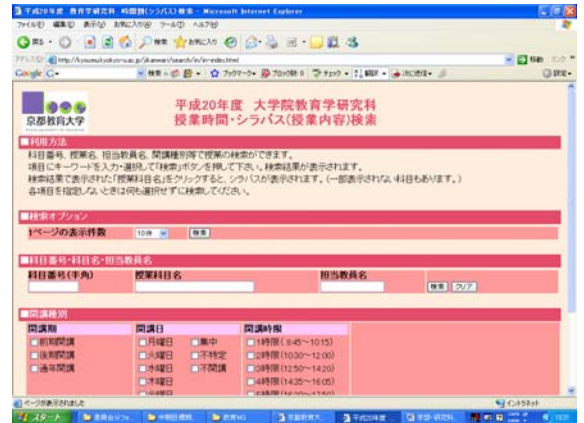 平成20年度 教育学研究科 時間割(シラバス)検索 - Microsoft Internet Explorer
ファイル(F) 編集(E) 表示(V) お気に入り(A) ツール(T) ヘルプ(H)
戻る 検索 お気に入り
Google 検索
移動
設定
京都教育大学
平成20年度 大学院教育学研究科
授業時間・シラバス(授業内容)検索
■利用方法
科目番号、授業名、担当教員名、開講種別等で授業の検索ができます。
項目にキーワードを入力・選択して「検索」ボタンを押して下さい。検索結果が表示されます。
検索結果で表示された「授業科目名」をクリックすると、シラバスが表示されます。(一部表示されない科目もあります。)
各項目を指定しないときは何も選択せずに検索してください。
■検索オプション
1ページの表示件数 10件 検索
■科目番号・科目名・担当教員名
科目番号(半角) 授業科目名 担当教員名
検索 クリア
■開講種別
開講期 開講日 開講時限
□前期開講 □月曜日 □集中 □1時限(8:45~10:15)
□後期開講 □火曜日 □不特定 □2時限(10:30~12:00)
□通年開講 □水曜日 □不開講 □3時限(12:50~14:20)
□木曜日 □4時限(14:35~16:05)
ページが表示されました
インターネット
スタート